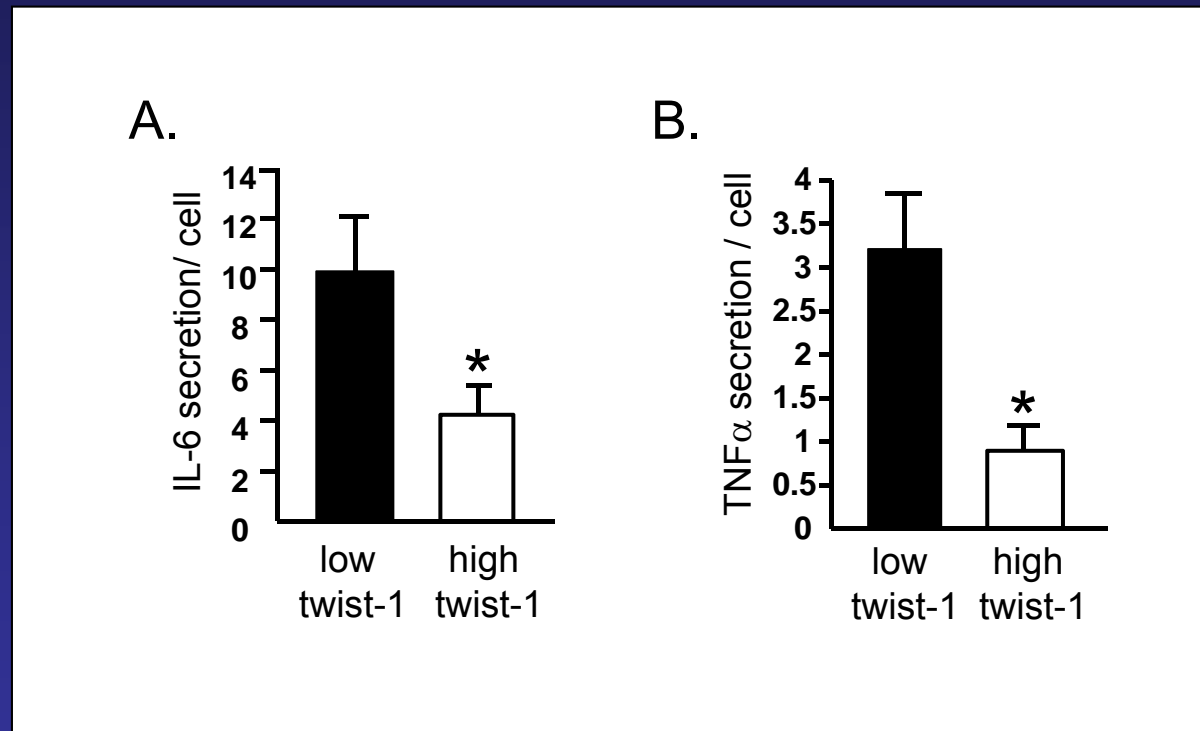 A.
IL-6 secretion/ cell
14
12
10
8
6
4
2
0
*
low
twist-1
high
twist-1
B.
TNFα secretion / cell
4
3.5
3
2.5
2
1.5
1
0.5
0
*
low
twist-1
high
twist-1